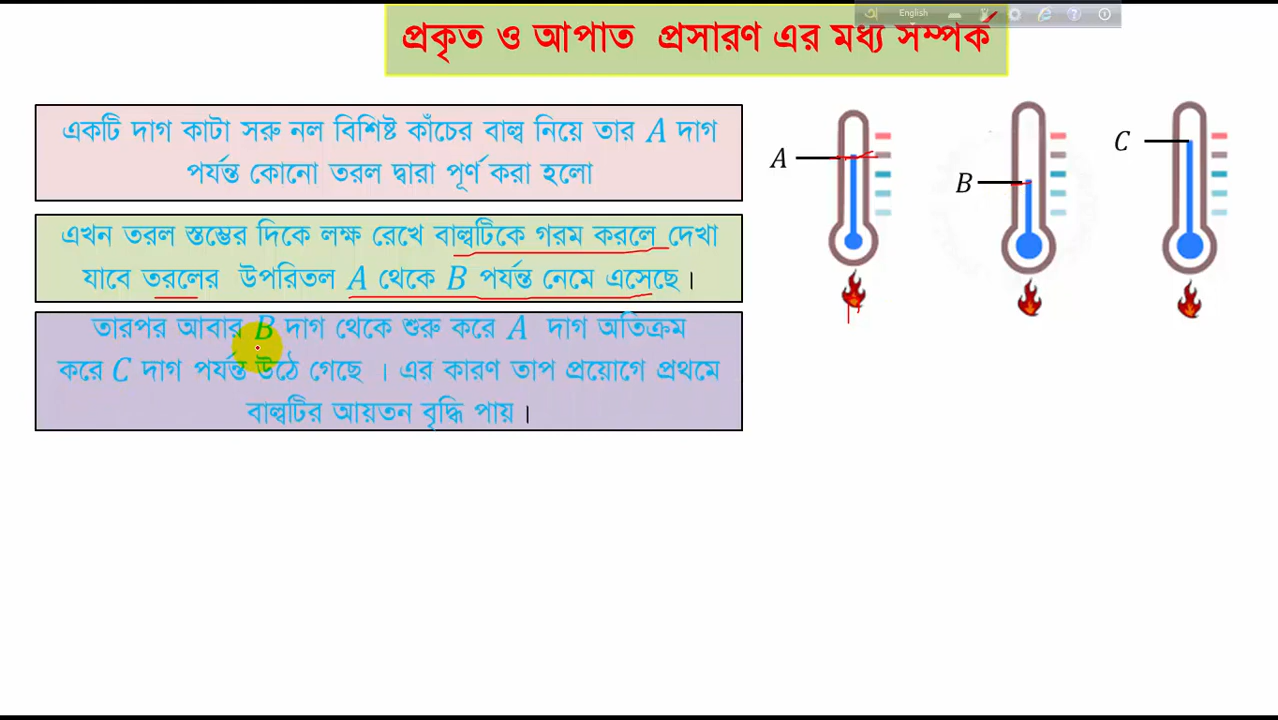 English
প্রকৃত ও আপাত প্রসারণ এর মধ্য সম্পর্ক
একটি দাগ কাটা সরু নল বিশিষ্ট কাঁচের বাল্ব নিয়ে তার A দাগ
পর্যন্ত কোনো তরল দ্বারা পূর্ণ করা হলো
এখন তরল স্তম্ভের দিকে লক্ষ রেখে বাল্বটিকে গরম করলে দেখা
যাবে তরলের উপরিতল A থেকে B পর্যন্ত নেমে এসেছে।
তারপর আবার B দাগ থেকে শুরু করে A দাগ অতিক্রম
করে C দাগ পর্যন্ত উঠে গেছে । এর কারণ তাপ প্রয়োগে প্রথমে
বাল্বটির আয়তন বৃদ্ধি পায় ।
A
B
C